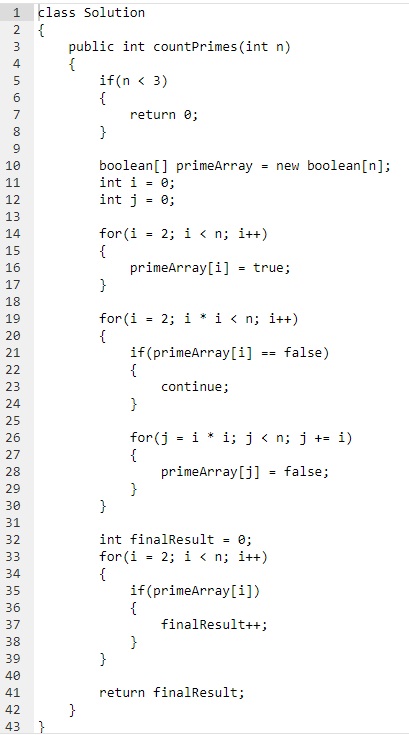 1 class Solution
2 {
3     public int countPrimes(int n)
4     {
5         if(n < 3)
6         {
7             return 0;
8         }
9
10         boolean[] primeArray = new boolean[n];
11         int i = 0;
12         int j = 0;
13
14         for(i = 2; i < n; i++)
15         {
16             primeArray[i] = true;
17         }
18
19         for(i = 2; i * i < n; i++)
20         {
21             if(primeArray[i] == false)
22             {
23                 continue;
24             }
25
26             for(j = i * i; j < n; j += i)
27             {
28                 primeArray[j] = false;
29             }
30         }
31
32         int finalResult = 0;
33         for(i = 2; i < n; i++)
34         {
35             if(primeArray[i])
36             {
37                 finalResult++;
38             }
39         }
40
41         return finalResult;
42     }
43 }